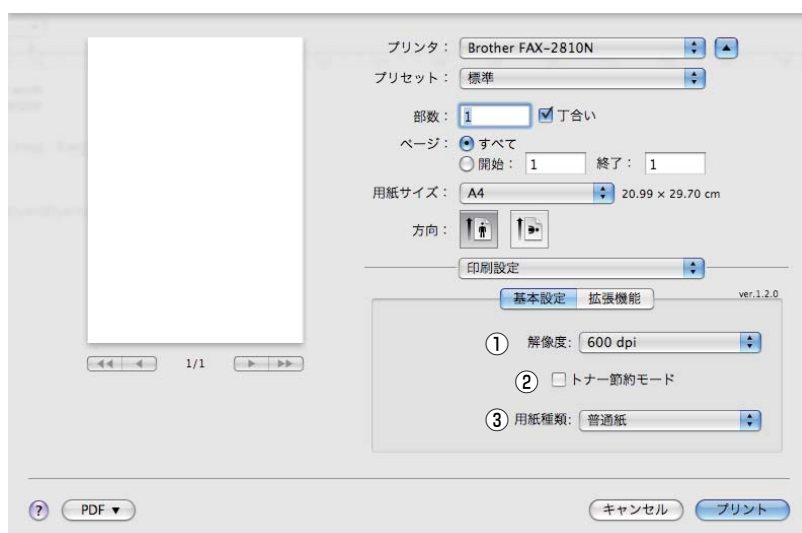 プリンタ： Brother FAX-2810N
プリセット： 標準
部数： 1 丁合い
ページ： すべて
開始： 1 終了： 1
用紙サイズ： A4 20.99 × 29.70 cm
方向：
印刷設定
基本設定 拡張機能 ver.1.2.0
① 解像度: 600 dpi
② トナー節約モード
③ 用紙種類: 普通紙
1/1
? PDF ▼ キャンセル プリント